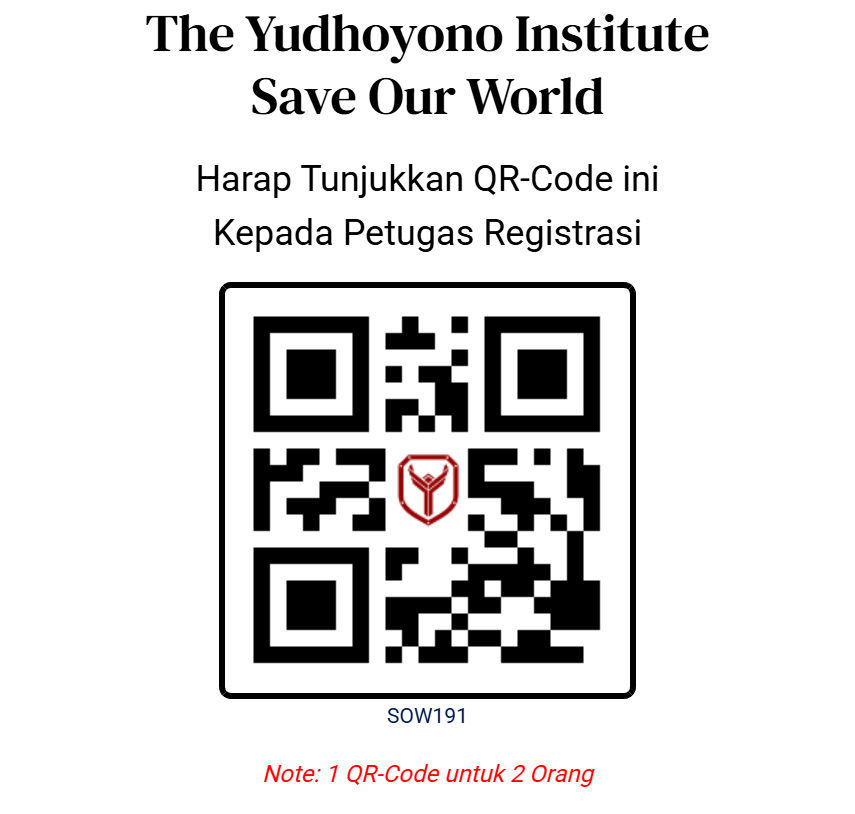 The Yudhoyono Institute
Save Our World
Harap Tunjukkan QR-Code ini
Kepada Petugas Registrasi
SOW191
Note: 1 QR-Code untuk 2 Orang